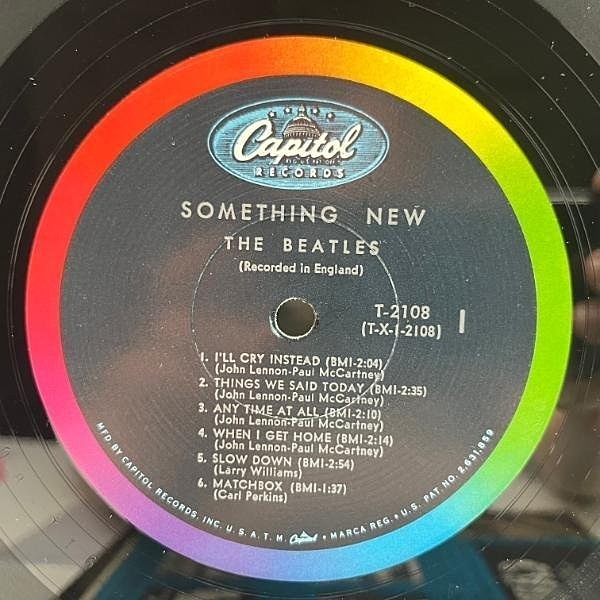 Capitol
RECORDS
SOMETHING NEW
THE BEATLES
(Recorded in England)
T-2108
(T-X-1-2108)
1
1. I'LL CRY INSTEAD (BMI-2:04)
(John Lennon-Paul McCartney)
2. THINGS WE SAID TODAY (BMI-2:35)
(John Lennon-Paul McCartney)
3. ANY TIME AT ALL (BMI-2:10)
(John Lennon-Paul McCartney)
4. WHEN I GET HOME (BMI-2:14)
(John Lennon-Paul McCartney)
5. SLOW DOWN (BMI-2:54)
(Larry Williams)
6. MATCHBOX (BMI-1:37)
(Carl Perkins)
MFD BY CAPITOL RECORDS, INC. U.S.A. T.M. Capitol • MARCA REG. • U.S. PAT. NO. 2,631,859